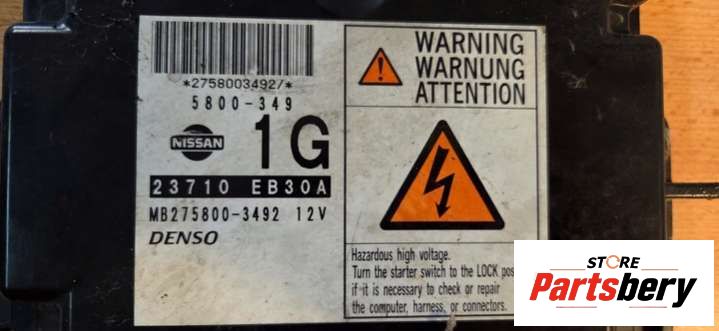 *2758003492/*
5800-349
NISSAN
1G
23710 EB30A
MB275800-3492 12V
DENSO
WARNING
WARNUNG
ATTENTION
Hazardous high voltage.
Turn the starter switch to the LOCK pos
if it is necessary to check or repair
the computer, harness, or connectors.
STORE
Partsbery